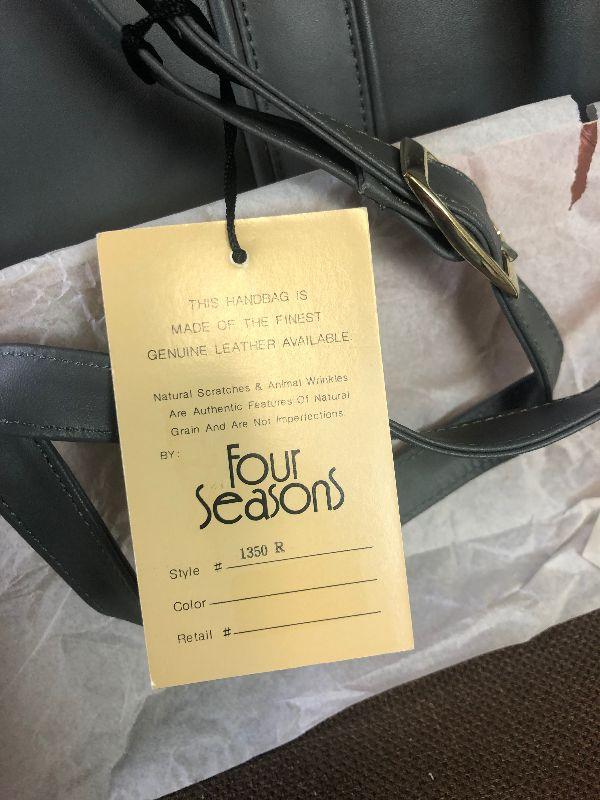 THIS HANDBAG IS
MADE OF THE FINEST
GENUINE LEATHER AVAILABLE.
Natural Scratches & Animal Wrinkles
Are Authentic Features Of Natural
Grain And Are Not Imperfections.
BY:
Four
Seasons
Style # 1350 R
Color
Retail #